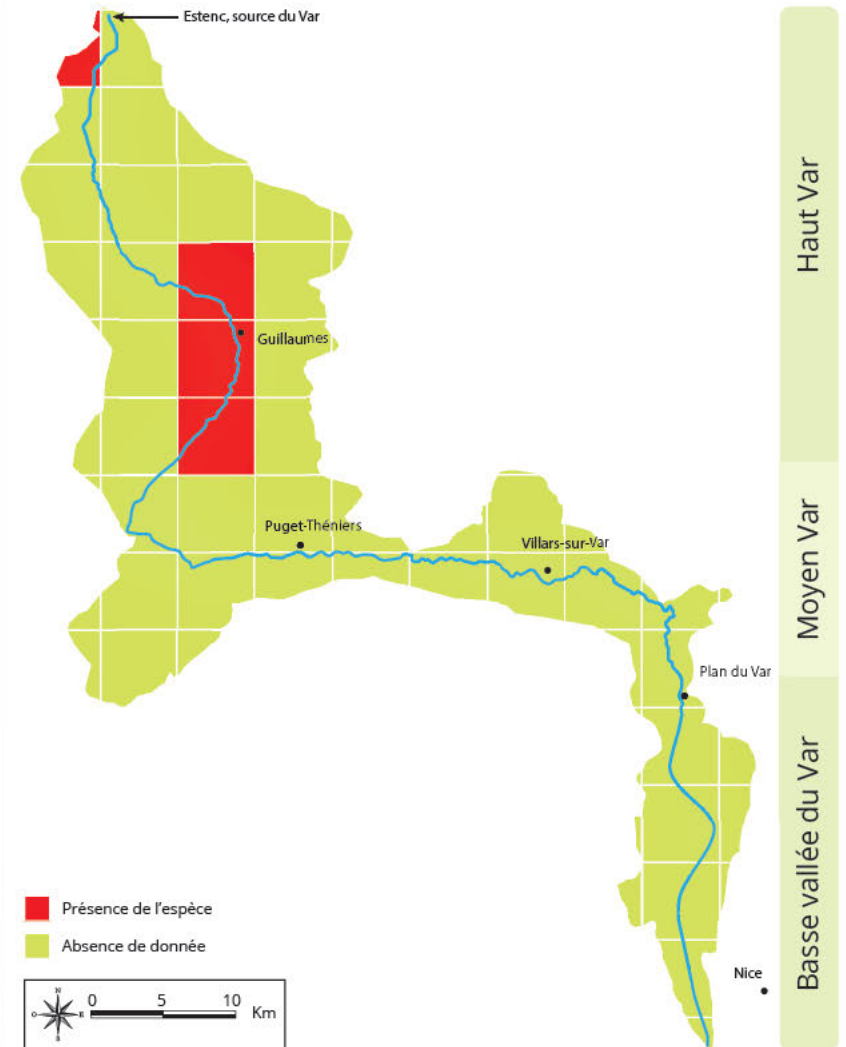 Estenc, source du Var
Haut Var
Guillaumes
Puget-Théniers
Villars-sur-Var
Moyen Var
Plan du Var
Basse vallée du Var
Présence de l'espèce
Absence de donnée
Nice
N
O
E
S
0 5 10 Km